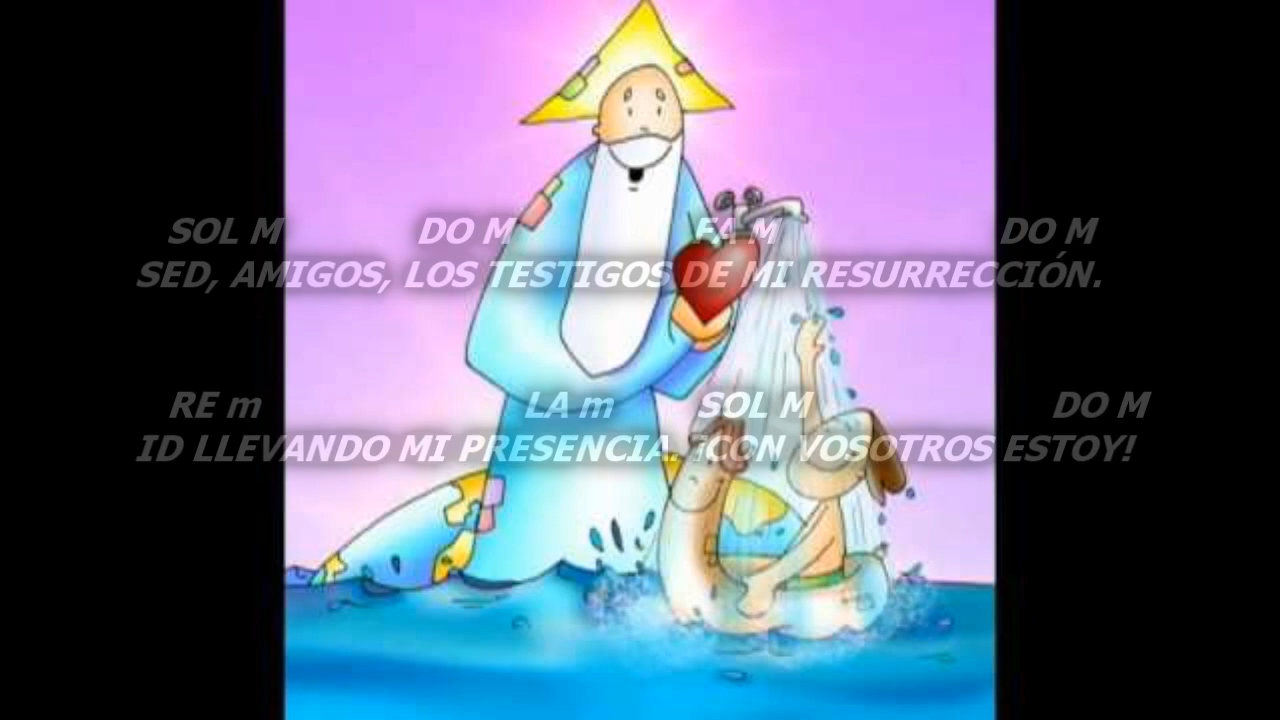 SOL M DO M FA M DO M
SED, AMIGOS, LOS TESTIGOS DE MI RESURRECCIÓN.
RE m LA m SOL M DO M
ID LLEVANDO MI PRESENCIA. ¡CON VOSOTROS ESTOY!